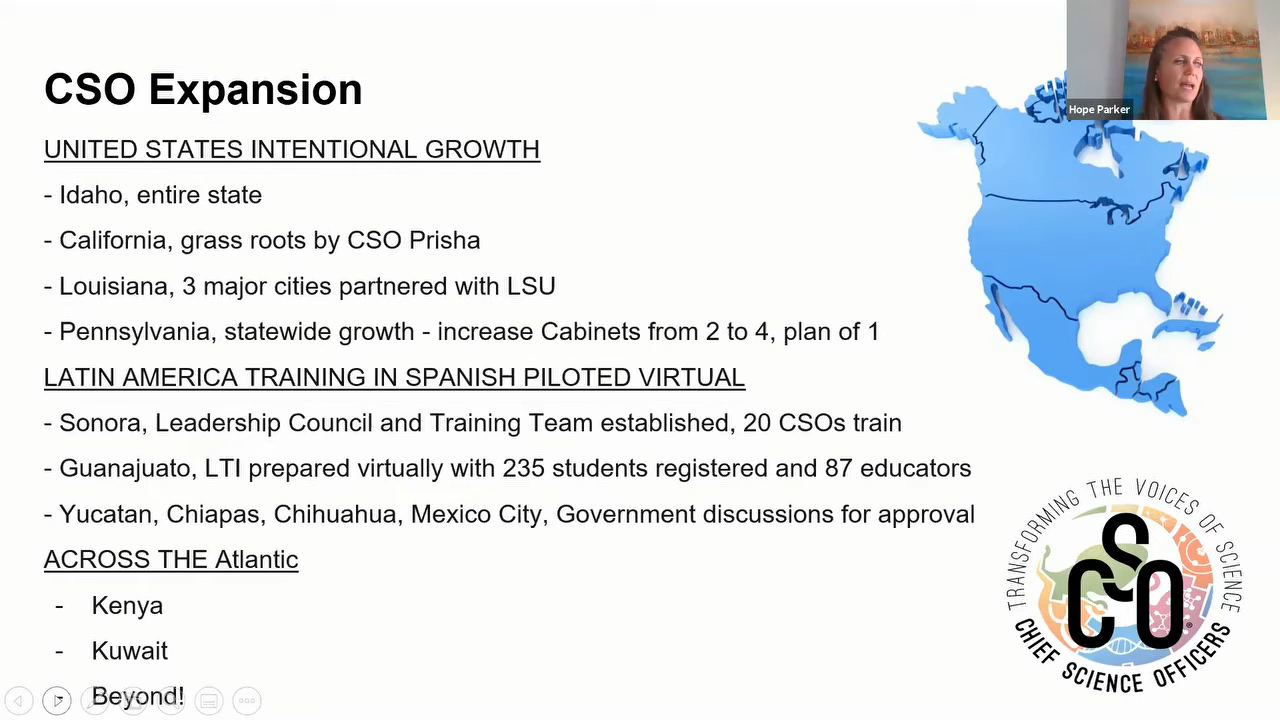 CSO Expansion
Hope Parker
UNITED STATES INTENTIONAL GROWTH
- Idaho, entire state
- California, grass roots by CSO Prisha
- Louisiana, 3 major cities partnered with LSU
- Pennsylvania, statewide growth - increase Cabinets from 2 to 4, plan of 1
LATIN AMERICA TRAINING IN SPANISH PILOTED VIRTUAL
- Sonora, Leadership Council and Training Team established, 20 CSOs train
- Guanajuato, LTI prepared virtually with 235 students registered and 87 educators
- Yucatan, Chiapas, Chihuahua, Mexico City, Government discussions for approval
ACROSS THE Atlantic
- Kenya
- Kuwait
- Beyond!
TRANSFORMING THE VOICES OF SCIENCE
CSO®
CHIEF SCIENCE OFFICERS